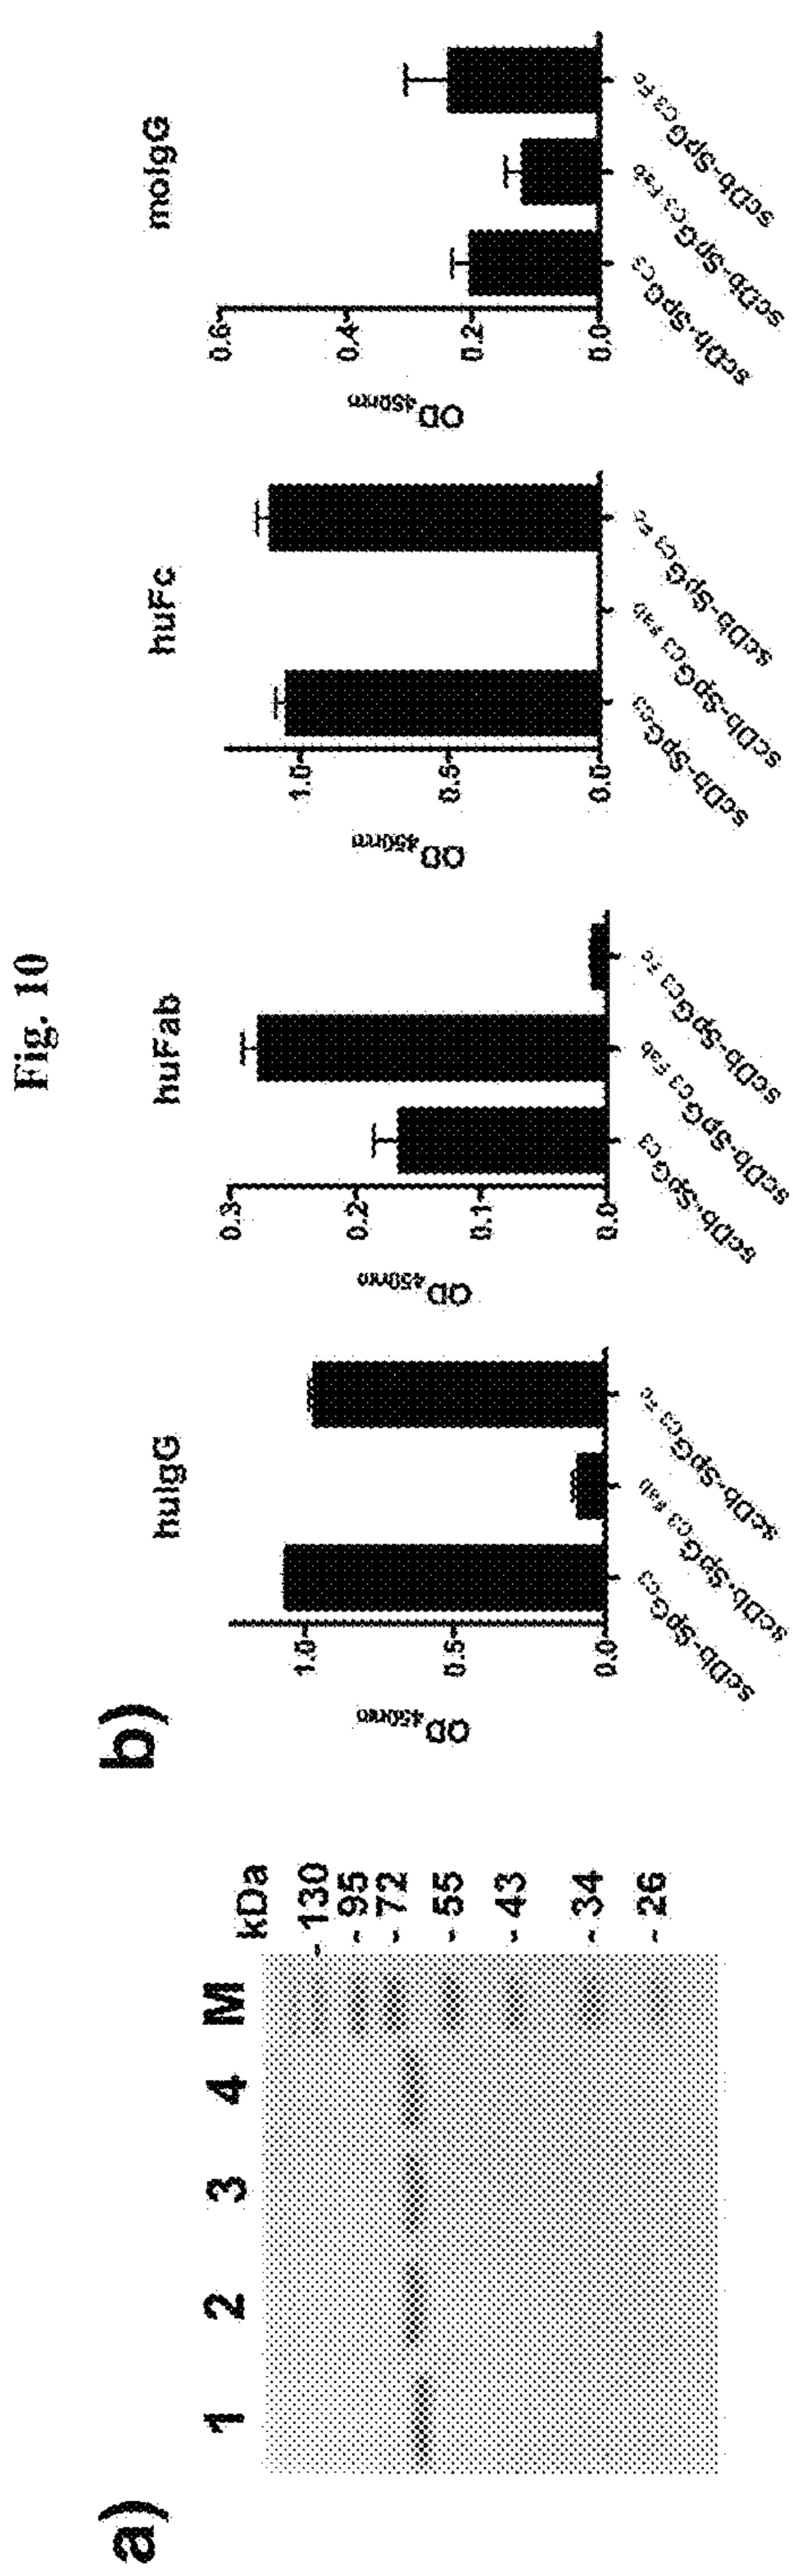 Fig. 10
a)
1 2 3 4 M kDa
- 130
- 95
- 72
- 55
- 43
- 34
- 26
b)
huIgG
OD450nm
1.0
0.5
0.0
scDb-SpGC3
scDb-SpGC3 Fab
scDb-SpGC3 Fc
huFab
OD450nm
0.3
0.2
0.1
0.0
scDb-SpGC3
scDb-SpGC3 Fab
scDb-SpGC3 Fc
huFc
OD450nm
1.0
0.5
0.0
scDb-SpGC3
scDb-SpGC3 Fab
scDb-SpGC3 Fc
moIgG
OD450nm
0.6
0.4
0.2
0.0
scDb-SpGC3
scDb-SpGC3 Fab
scDb-SpGC3 Fc